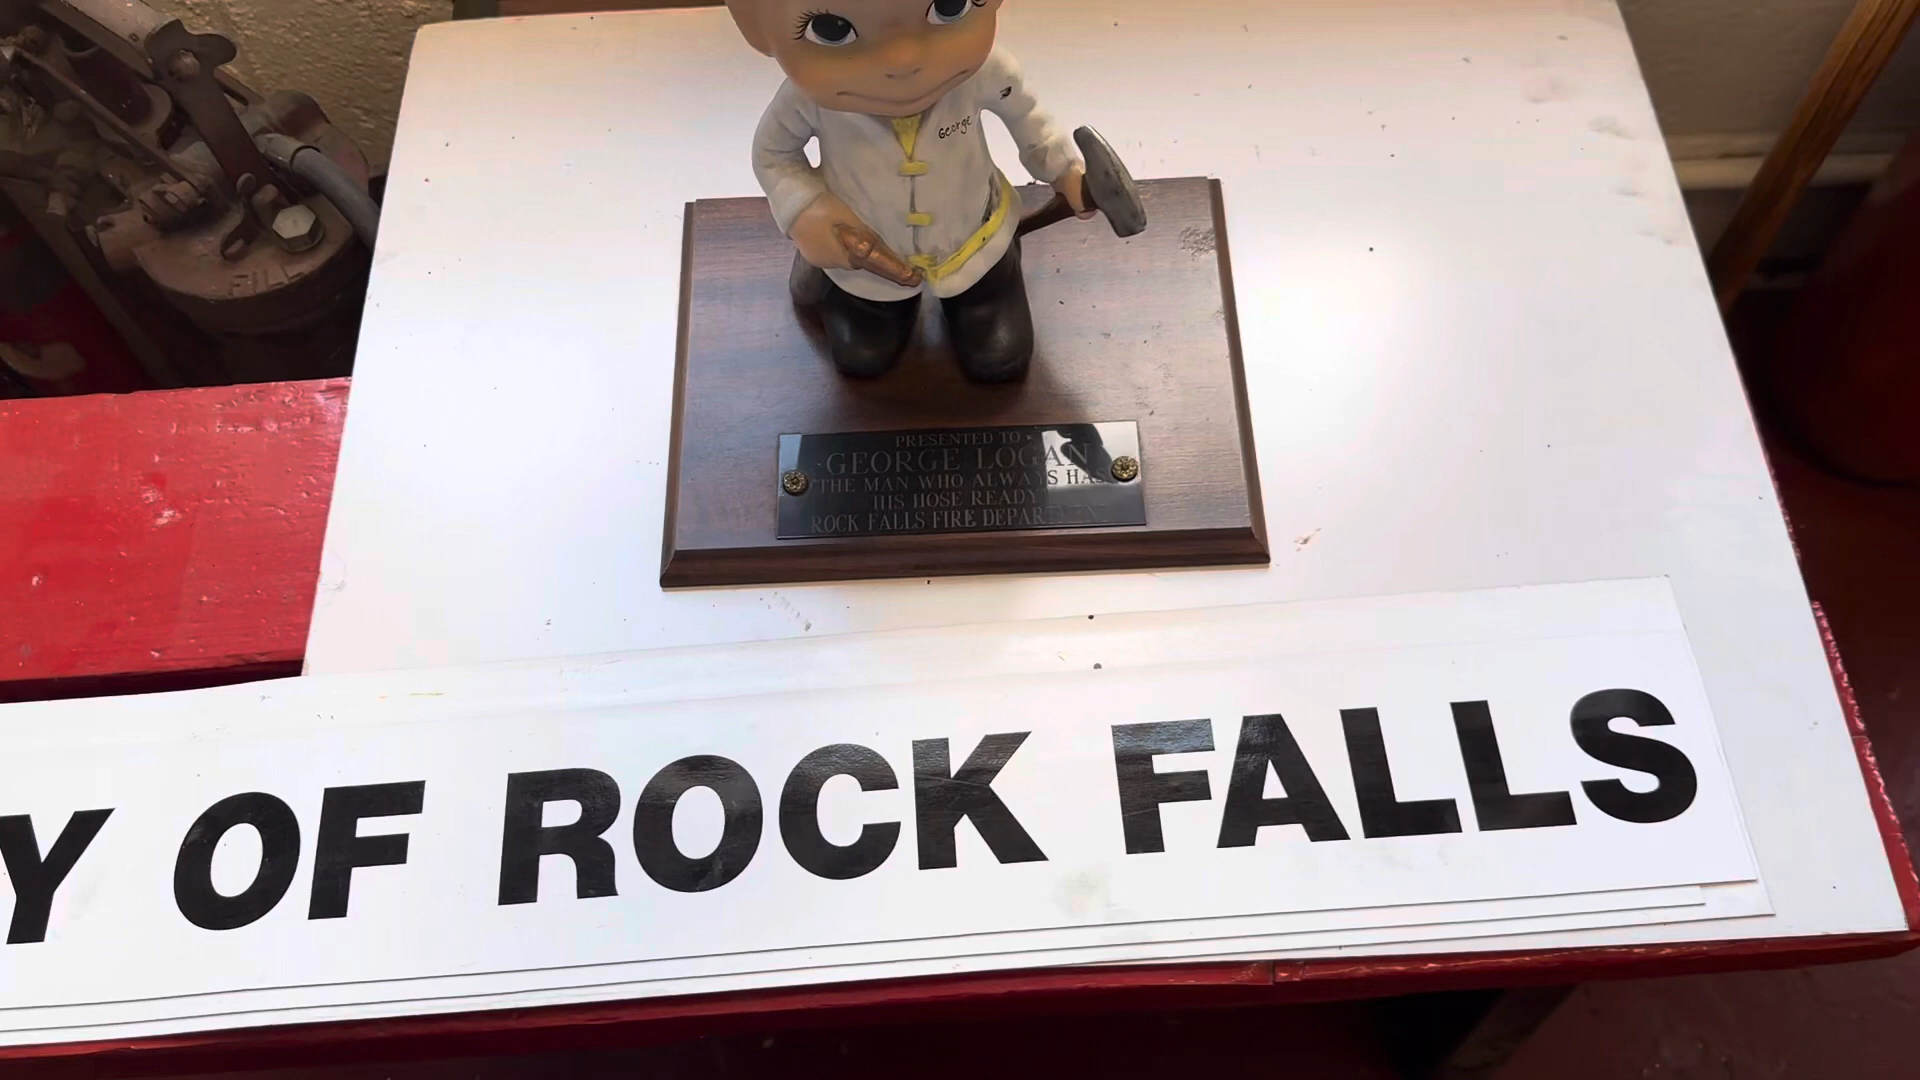 George
PRESENTED TO
GEORGE LOGAN
"THE MAN WHO ALWAYS HAS
HIS HOSE READY"
ROCK FALLS FIRE DEPARTMENT
Y OF ROCK FALLS
FILL